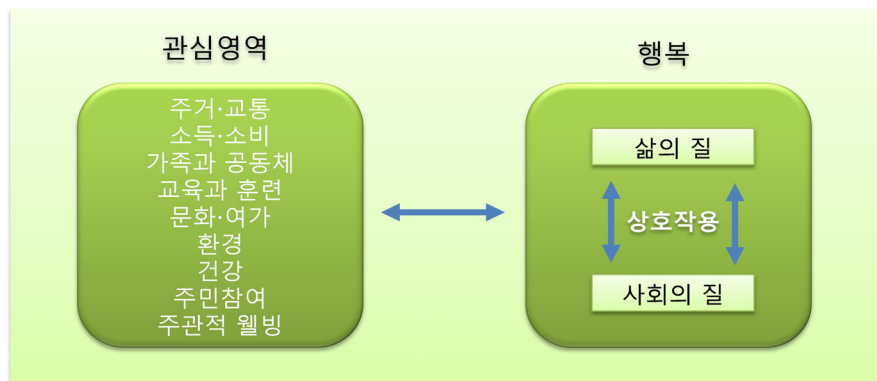 관심영역
주거·교통
소득·소비
가족과 공동체
교육과 훈련
문화·여가
환경
건강
주민참여
주관적 웰빙
행복
삶의 질
상호작용
사회의 질